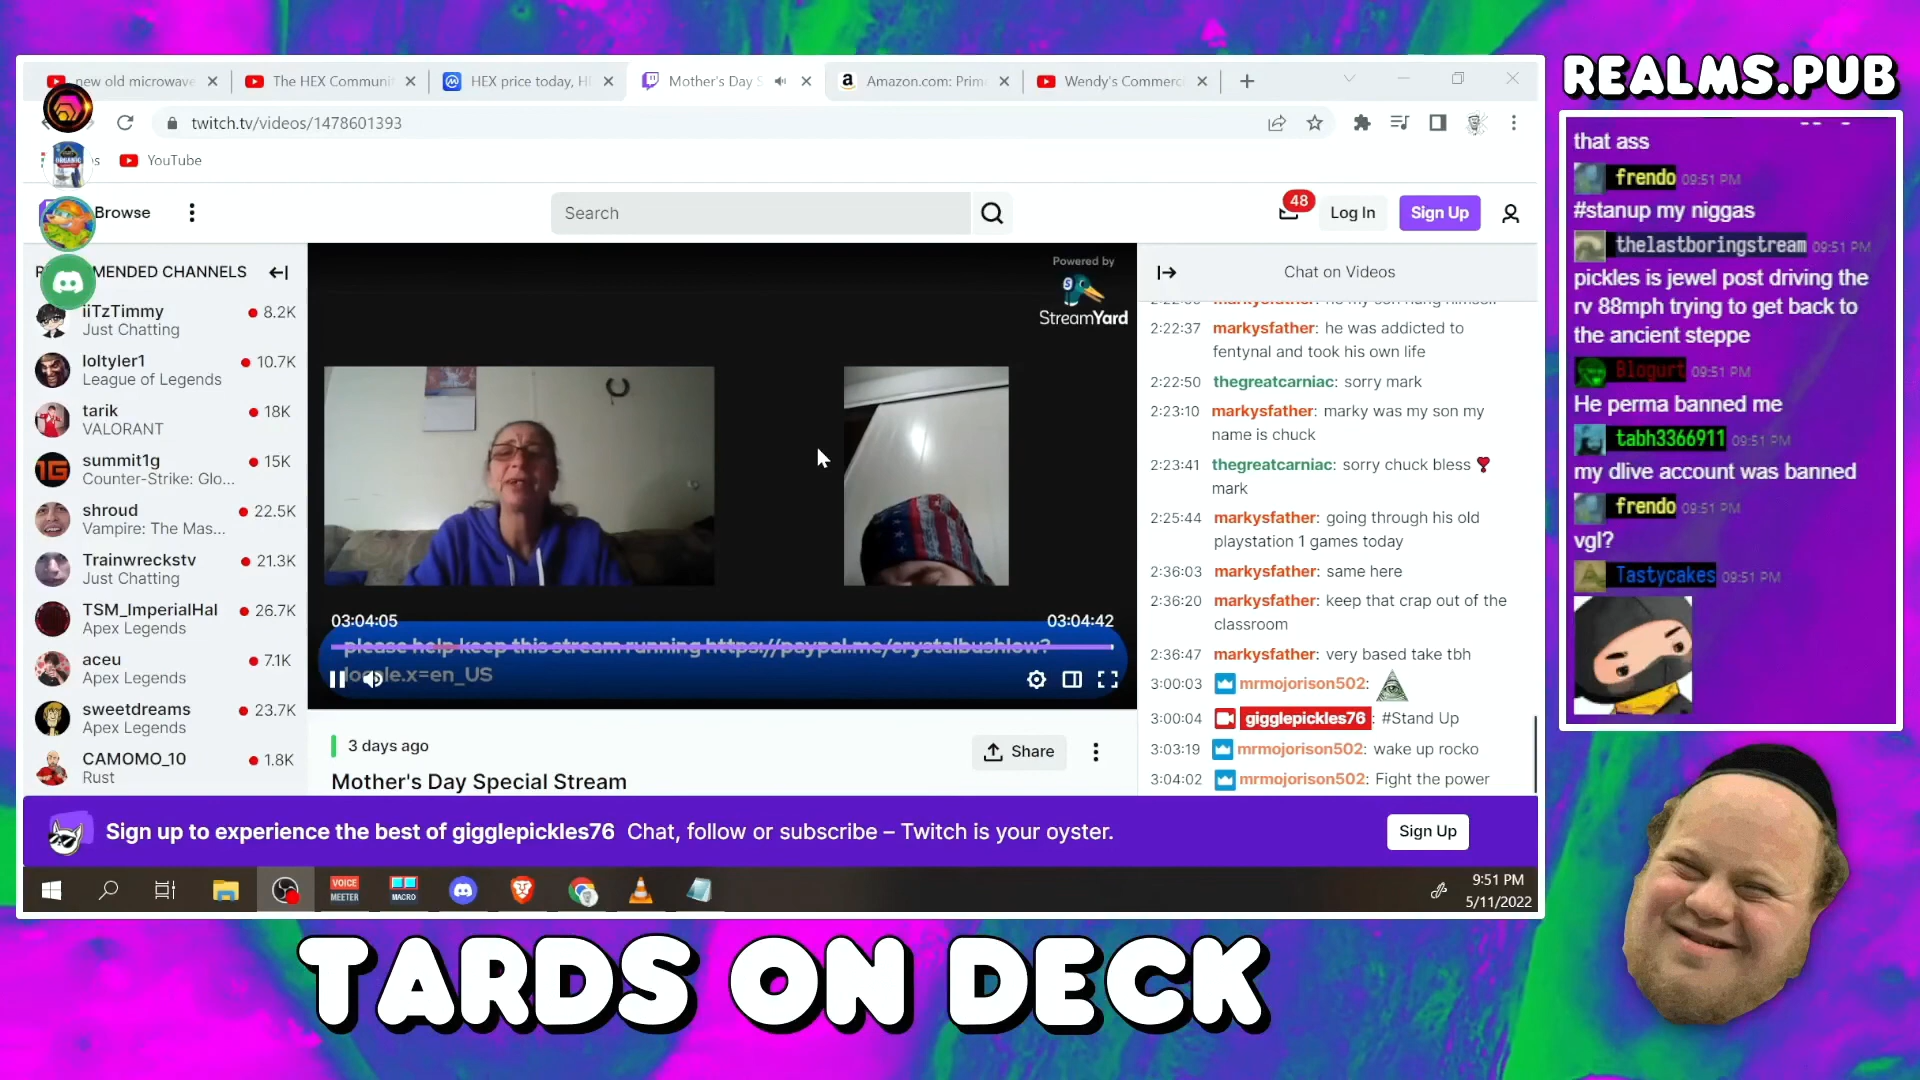 REALMS.PUB
new old microwave
The HEX Communi
HEX price today, H
Mother's Day S
Amazon.com: Prim
Wendy's Commerc
twitch.tv/videos/1478601393
ORGANIC
YouTube
Browse
Search
48
Log In
Sign Up
MENDED CHANNELS
iiTzTimmy
8.2K
Just Chatting
loltyler1
10.7K
League of Legends
tarik
18K
VALORANT
summit1g
15K
Counter-Strike: Glo...
shroud
22.5K
Vampire: The Mas...
Trainwreckstv
21.3K
Just Chatting
TSM_ImperialHal
26.7K
Apex Legends
aceu
7.1K
Apex Legends
sweetdreams
23.7K
Apex Legends
CAMOMO_10
1.8K
Rust
Powered by
StreamYard
03:04:05
03:04:42
please help keep this stream running https://paypal.me/crystalbushlow?
locale.x=en_US
3 days ago
Share
Mother's Day Special Stream
Chat on Videos
2:22:37 markysfather: he was addicted to
fentynal and took his own life
2:22:50 thegreatcarniac: sorry mark
2:23:10 markysfather: marky was my son my
name is chuck
2:23:41 thegreatcarniac: sorry chuck bless
mark
2:25:44 markysfather: going through his old
playstation 1 games today
2:36:03 markysfather: same here
2:36:20 markysfather: keep that crap out of the
classroom
2:36:47 markysfather: very based take tbh
3:00:03 mrmojorison502:
3:00:04 gigglepickles76: #Stand Up
3:03:19 mrmojorison502: wake up rocko
3:04:02 mrmojorison502: Fight the power
Sign up to experience the best of gigglepickles76 Chat, follow or subscribe – Twitch is your oyster.
Sign Up
VOICE
MEETER
MACRO
9:51 PM
5/11/2022
that ass
frendo 09:51 PM
#stanup my niggas
thelastboringstream 09:51 PM
pickles is jewel post driving the
rv 88mph trying to get back to
the ancient steppe
Blogurt 09:51 PM
He perma banned me
tabh3366911 09:51 PM
my dlive account was banned
frendo 09:51 PM
vgl?
Tastycakes 09:51 PM
TARDS ON DECK